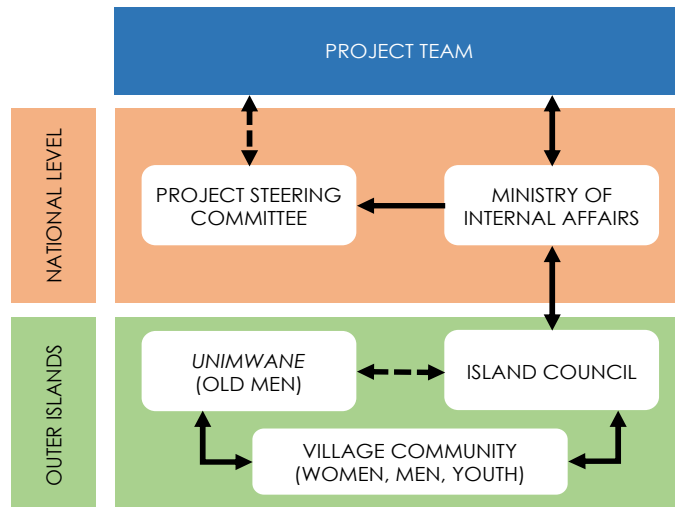 PROJECT TEAM
NATIONAL LEVEL
PROJECT STEERING
COMMITTEE
MINISTRY OF
INTERNAL AFFAIRS
OUTER ISLANDS
UNIMWANE
(OLD MEN)
ISLAND COUNCIL
VILLAGE COMMUNITY
(WOMEN, MEN, YOUTH)